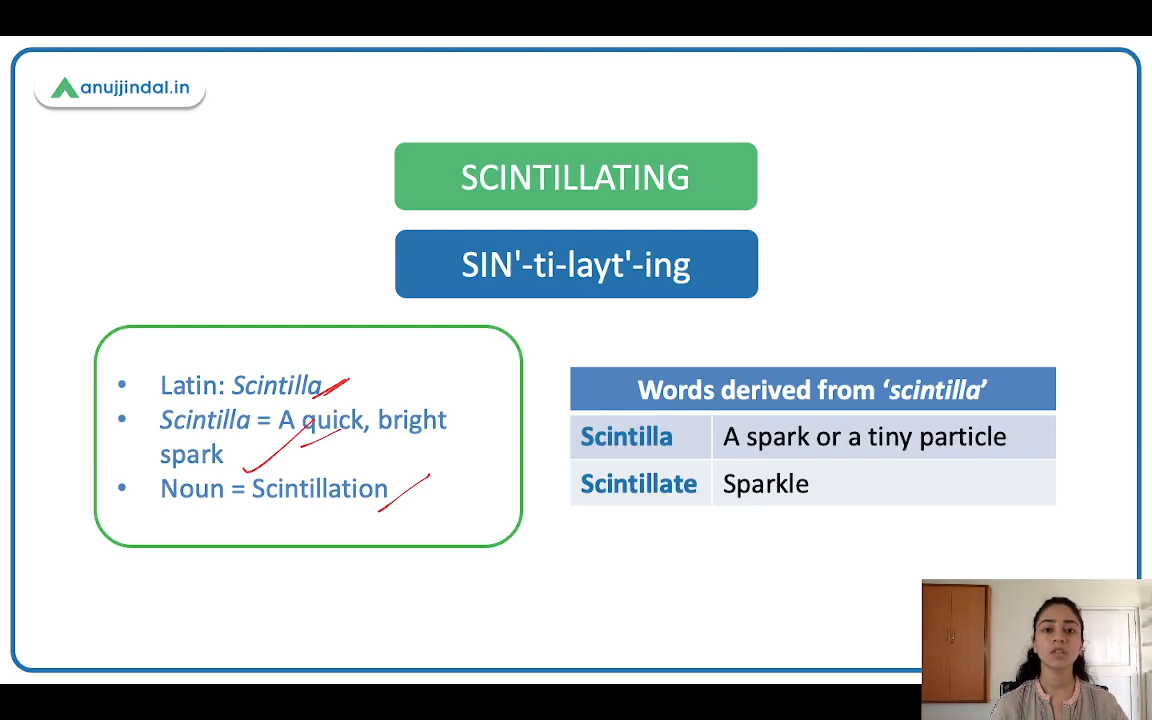 anujjindal.in
SCINTILLATING
SIN'-ti-layt'-ing
• Latin: Scintilla
• Scintilla = A quick, bright
spark
• Noun = Scintillation
Words derived from ‘scintilla’
Scintilla A spark or a tiny particle
Scintillate Sparkle